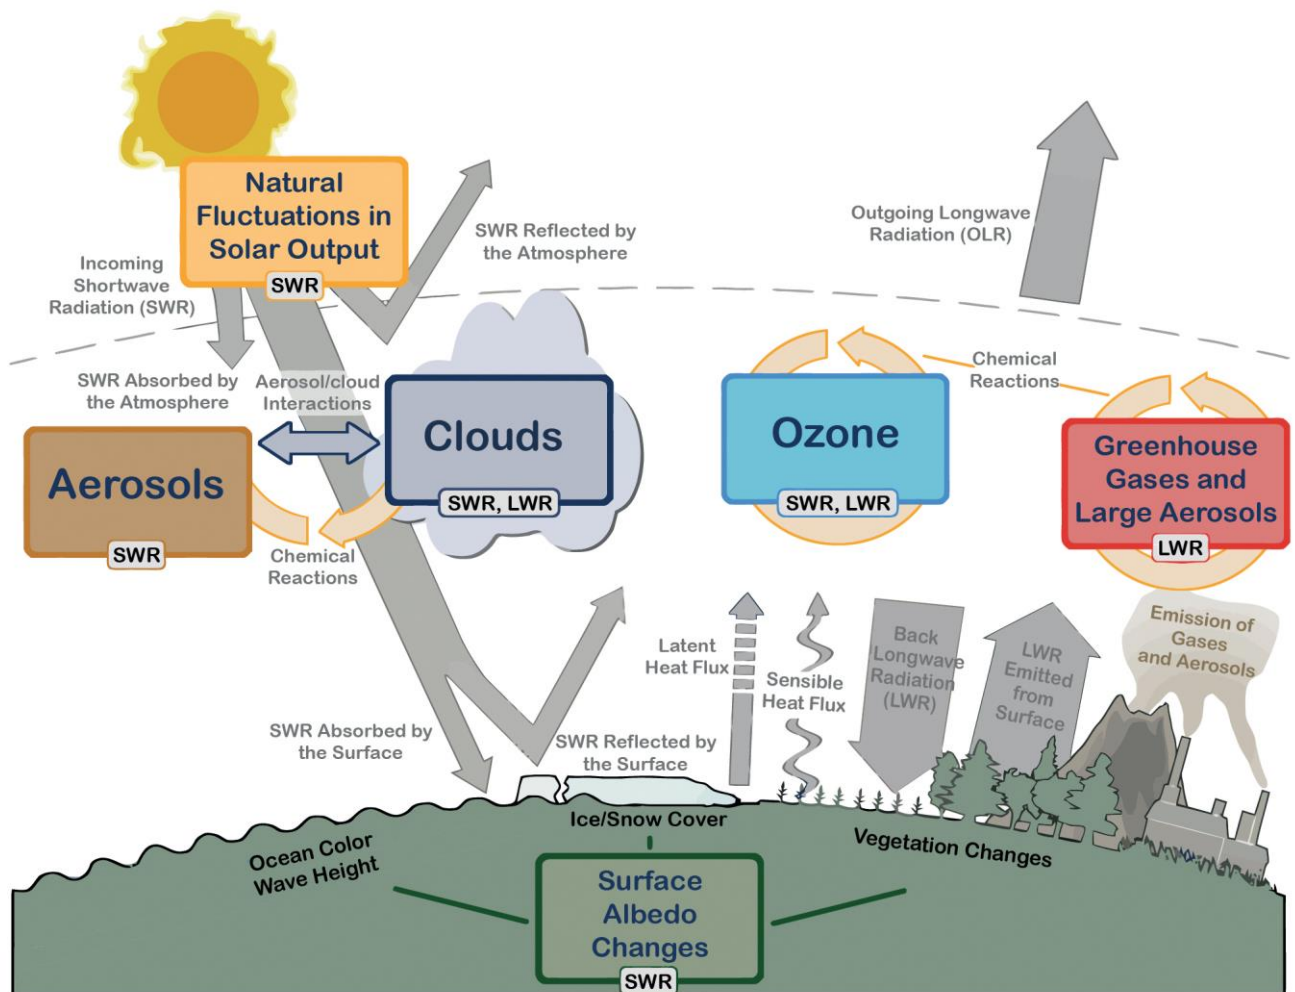 Natural
Fluctuations in
Solar Output
SWR
Incoming
Shortwave
Radiation (SWR)
SWR Reflected by
the Atmosphere
Outgoing Longwave
Radiation (OLR)
SWR Absorbed by
the Atmosphere
Aerosol/cloud
Interactions
Clouds
SWR, LWR
Aerosols
SWR
Chemical
Reactions
Ozone
SWR, LWR
Chemical
Reactions
Greenhouse
Gases and
Large Aerosols
LWR
Emission of
Gases
and Aerosols
Latent
Heat Flux
Sensible
Heat Flux
Back
Longwave
Radiation
(LWR)
LWR
Emitted
from
Surface
SWR Absorbed by
the Surface
SWR Reflected by
the Surface
Ice/Snow Cover
Ocean Color
Wave Height
Vegetation Changes
Surface
Albedo
Changes
SWR